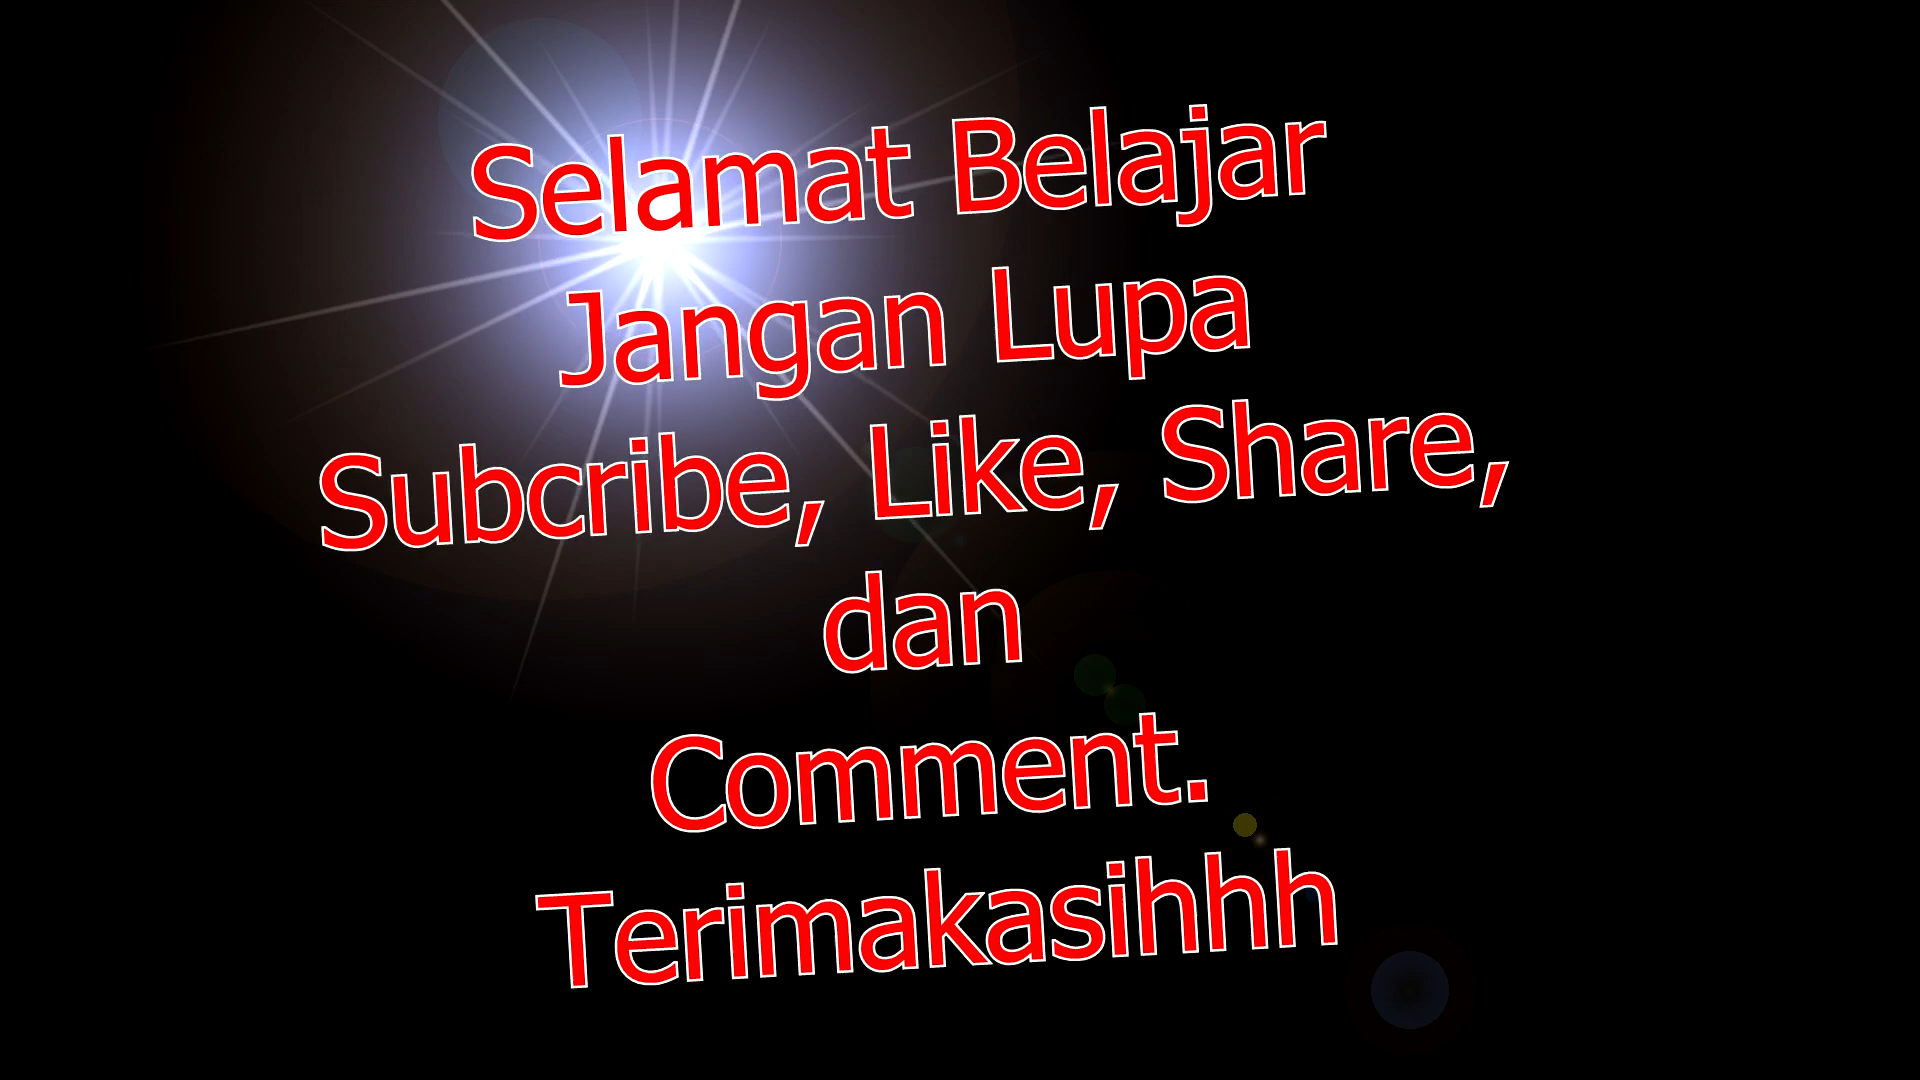 Selamat Belajar
Jangan Lupa
Subcribe, Like, Share,
dan
Comment.
Terimakasihhh